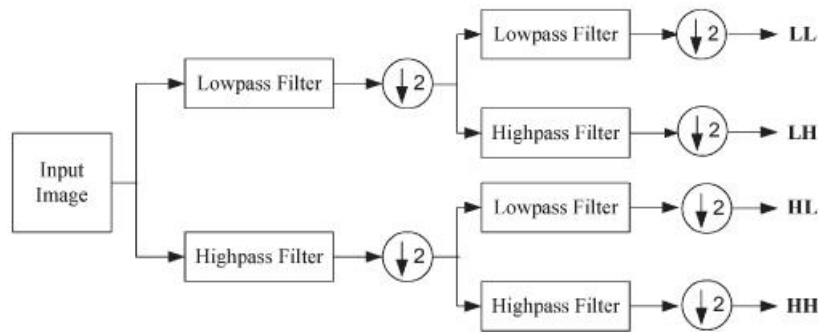 Lowpass Filter ↓ 2 LL
Lowpass Filter ↓ 2
Highpass Filter ↓ 2 LH
Input
Image
Lowpass Filter ↓ 2 HL
Highpass Filter ↓ 2
Highpass Filter ↓ 2 HH